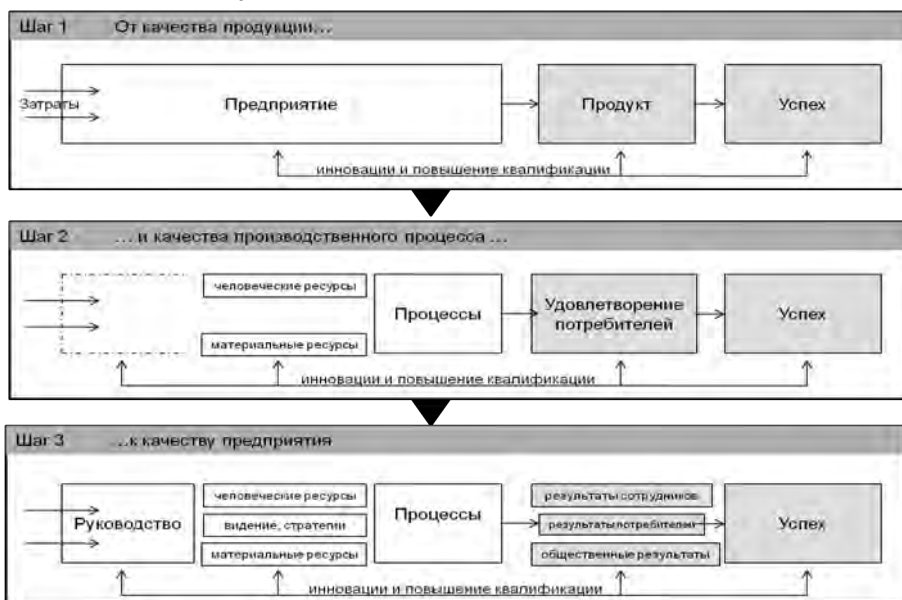 Шаг 1 От качества продукции...
Затраты
Предприятие
Продукт
Успех
инновации и повышение квалификации
Шаг 2 ... и качества производственного процесса ...
человеческие ресурсы
материальные ресурсы
Процессы
Удовлетворение
потребителей
Успех
инновации и повышение квалификации
Шаг 3 ...к качеству предприятия
Руководство
человеческие ресурсы
видение, стратегии
материальные ресурсы
Процессы
результаты сотрудников
результаты потребителей
общественные результаты
Успех
инновации и повышение квалификации